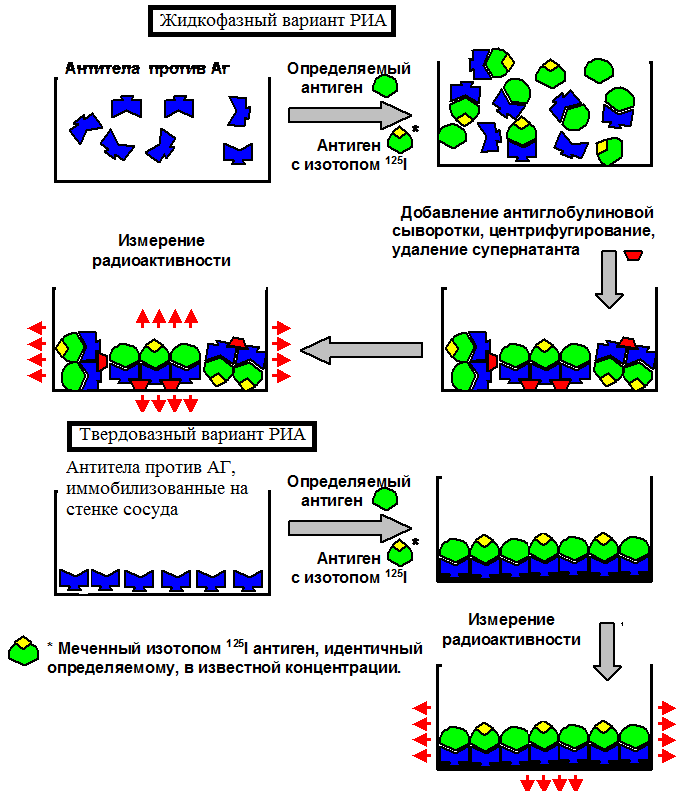 Жидкофазный вариант РИА
Антитела против Аг
Определяемый
антиген
Антиген *
с изотопом 125I
Добавление антиглобулиновой
сыворотки, центрифугирование,
удаление супернатанта
Измерение
радиоактивности
Твердовазный вариант РИА
Антитела против АГ,
иммобилизованные на
стенке сосуда
Определяемый
антиген
Антиген *
с изотопом 125I
Измерение
радиоактивности
* Меченный изотопом 125I антиген, идентичный
определяемому, в известной концентрации.